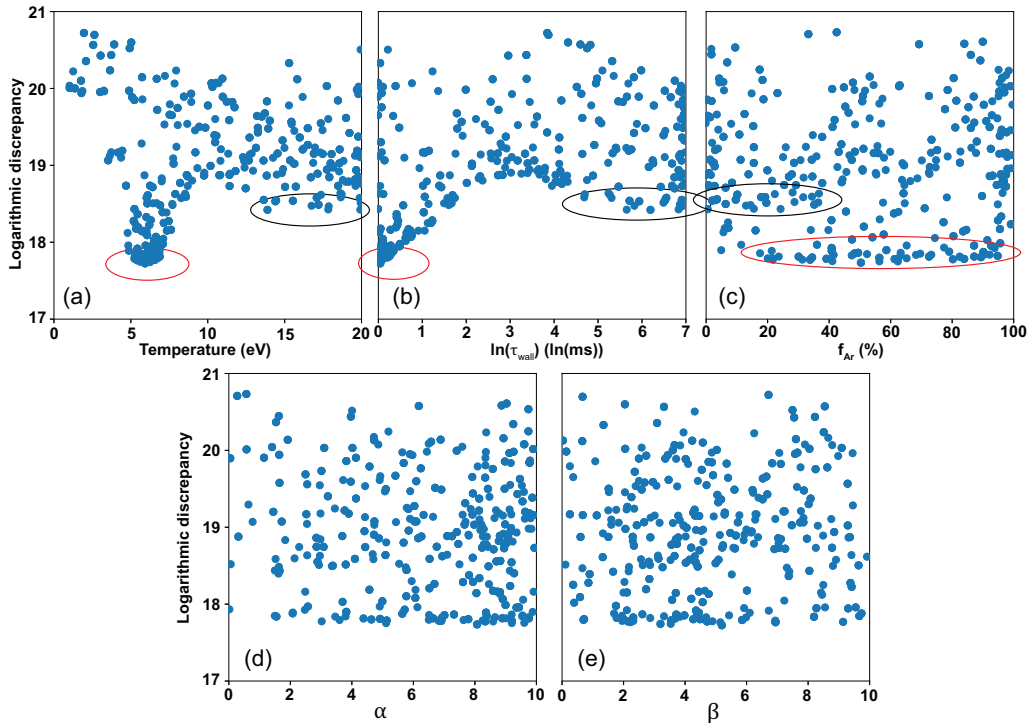 21
20
19
18
17
Logarithmic discrepancy
(a)
0 5 10 15 20
Temperature (eV)
(b)
0 1 2 3 4 5 6 7
ln(τwall) (ln(ms))
(c)
0 20 40 60 80 100
fAr (%)
21
20
19
18
17
Logarithmic discrepancy
(d)
0 2 4 6 8 10
α
(e)
0 2 4 6 8 10
β